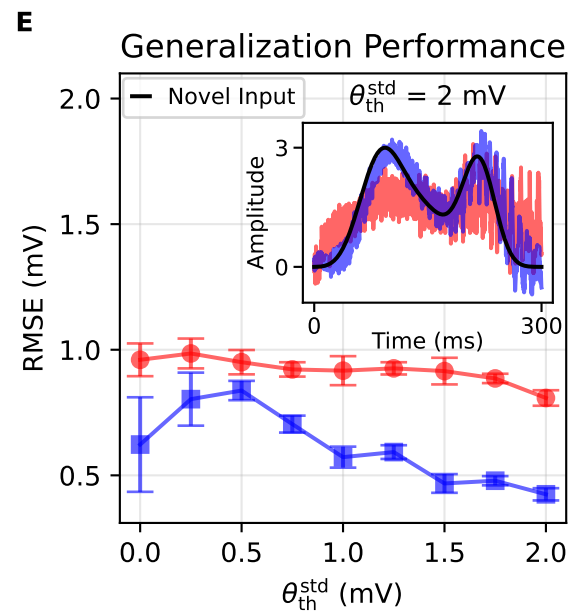 E
Generalization Performance
Novel Input
θ_th^std = 2 mV
2.0
1.5
1.0
0.5
RMSE (mV)
3
0
Amplitude
0
300
Time (ms)
0.0
0.5
1.0
1.5
2.0
θ_th^std (mV)